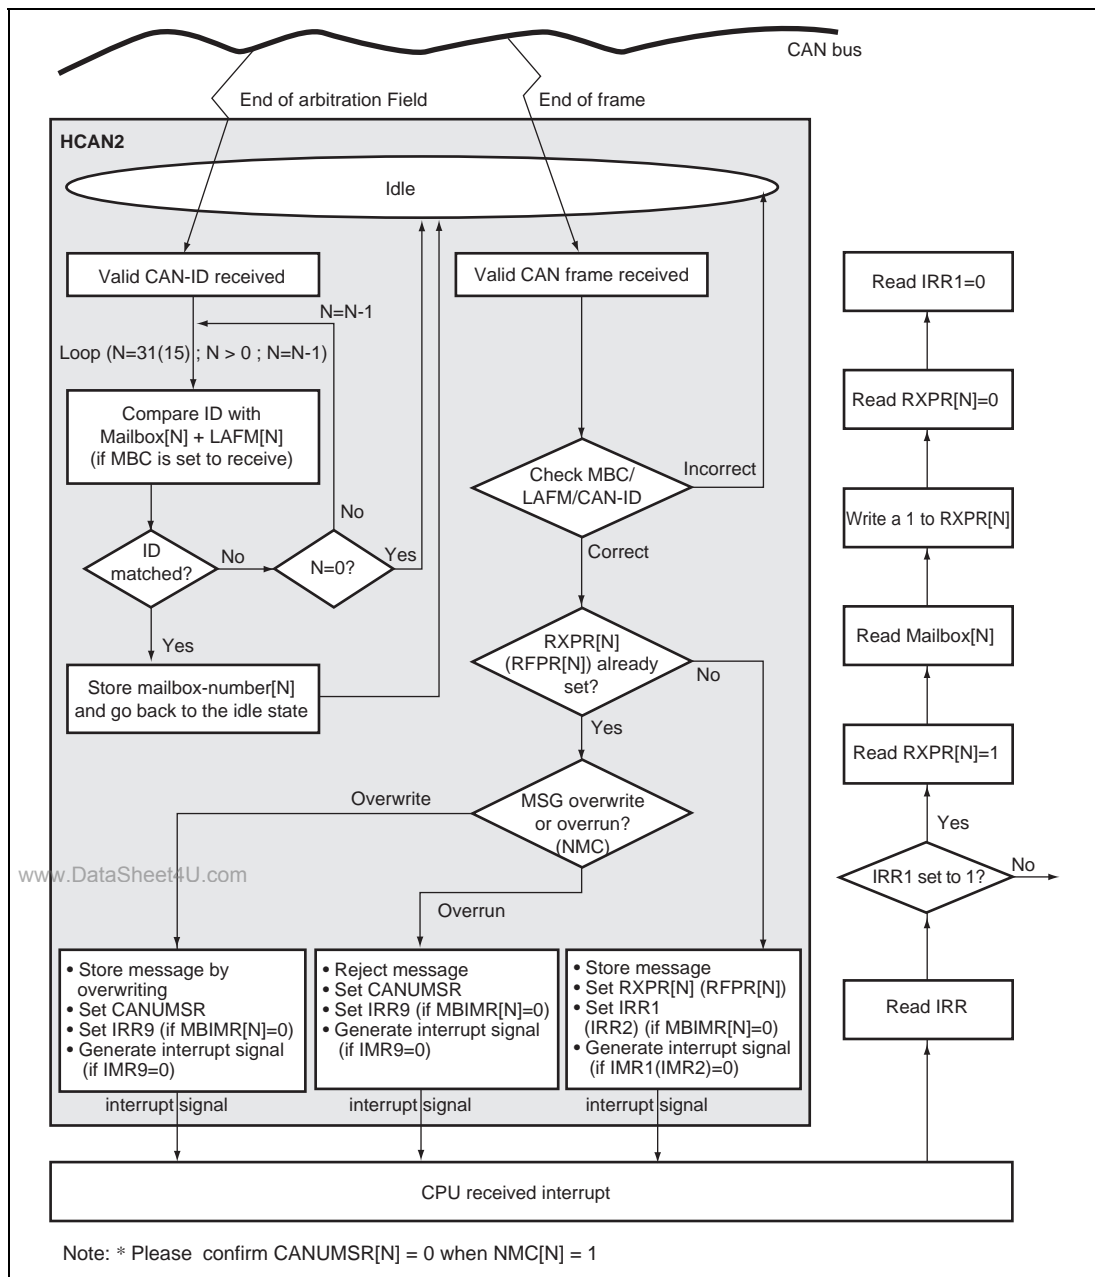 CAN bus
End of arbitration Field
End of frame
HCAN2
Idle
Valid CAN-ID received
Valid CAN frame received
N=N-1
Loop (N=31(15) ; N > 0 ; N=N-1)
Compare ID with
Mailbox[N] + LAFM[N]
(if MBC is set to receive)
ID
matched?
No
N=0?
No
Yes
Yes
Store mailbox-number[N]
and go back to the idle state
Check MBC/
LAFM/CAN-ID
Incorrect
Correct
RXPR[N]
(RFPR[N]) already
set?
No
Yes
MSG overwrite
or overrun?
(NMC)
Overwrite
Overrun
• Store message by
overwriting
• Set CANUMSR
• Set IRR9 (if MBIMR[N]=0)
• Generate interrupt signal
(if IMR9=0)
• Reject message
• Set CANUMSR
• Set IRR9 (if MBIMR[N]=0)
• Generate interrupt signal
(if IMR9=0)
• Store message
• Set RXPR[N] (RFPR[N])
• Set IRR1
(IRR2) (if MBIMR[N]=0)
• Generate interrupt signal
(if IMR1(IMR2)=0)
interrupt signal
interrupt signal
interrupt signal
CPU received interrupt
Read IRR1=0
Read RXPR[N]=0
Write a 1 to RXPR[N]
Read Mailbox[N]
Read RXPR[N]=1
Yes
IRR1 set to 1?
No
Read IRR
www.DataSheet4U.com
Note: * Please confirm CANUMSR[N] = 0 when NMC[N] = 1